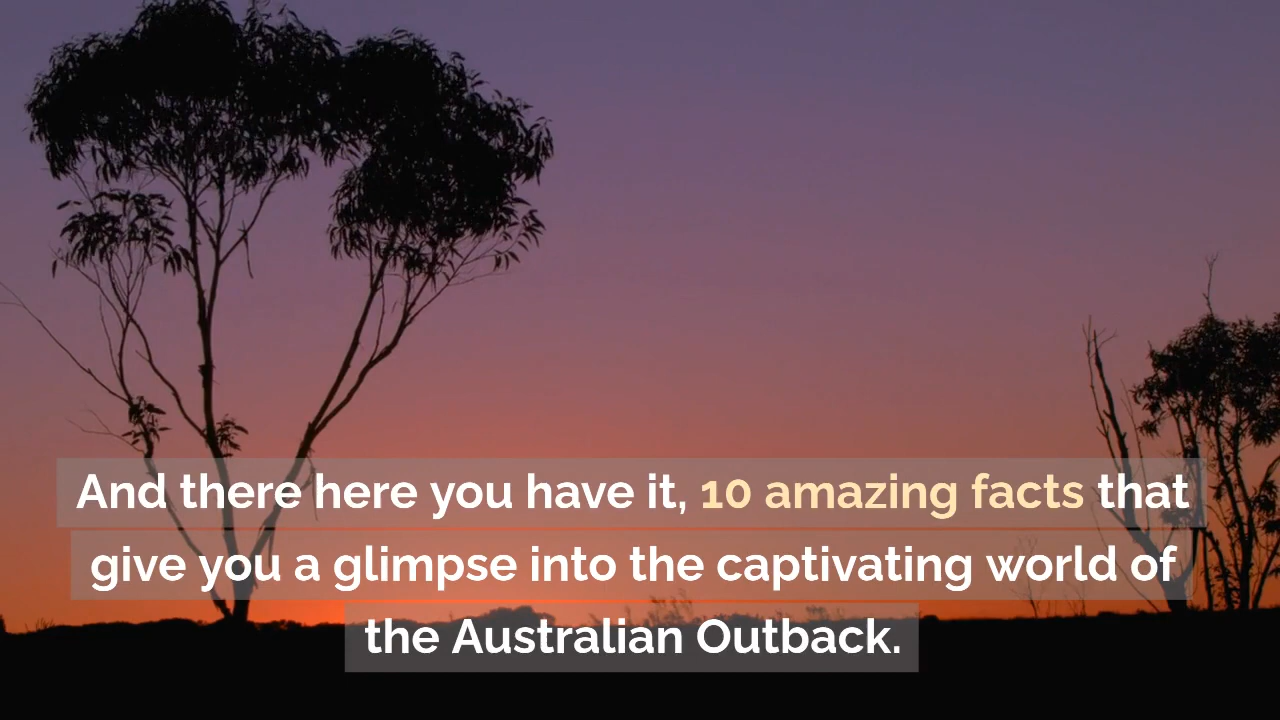 And there here you have it, 10 amazing facts that
give you a glimpse into the captivating world of
the Australian Outback.